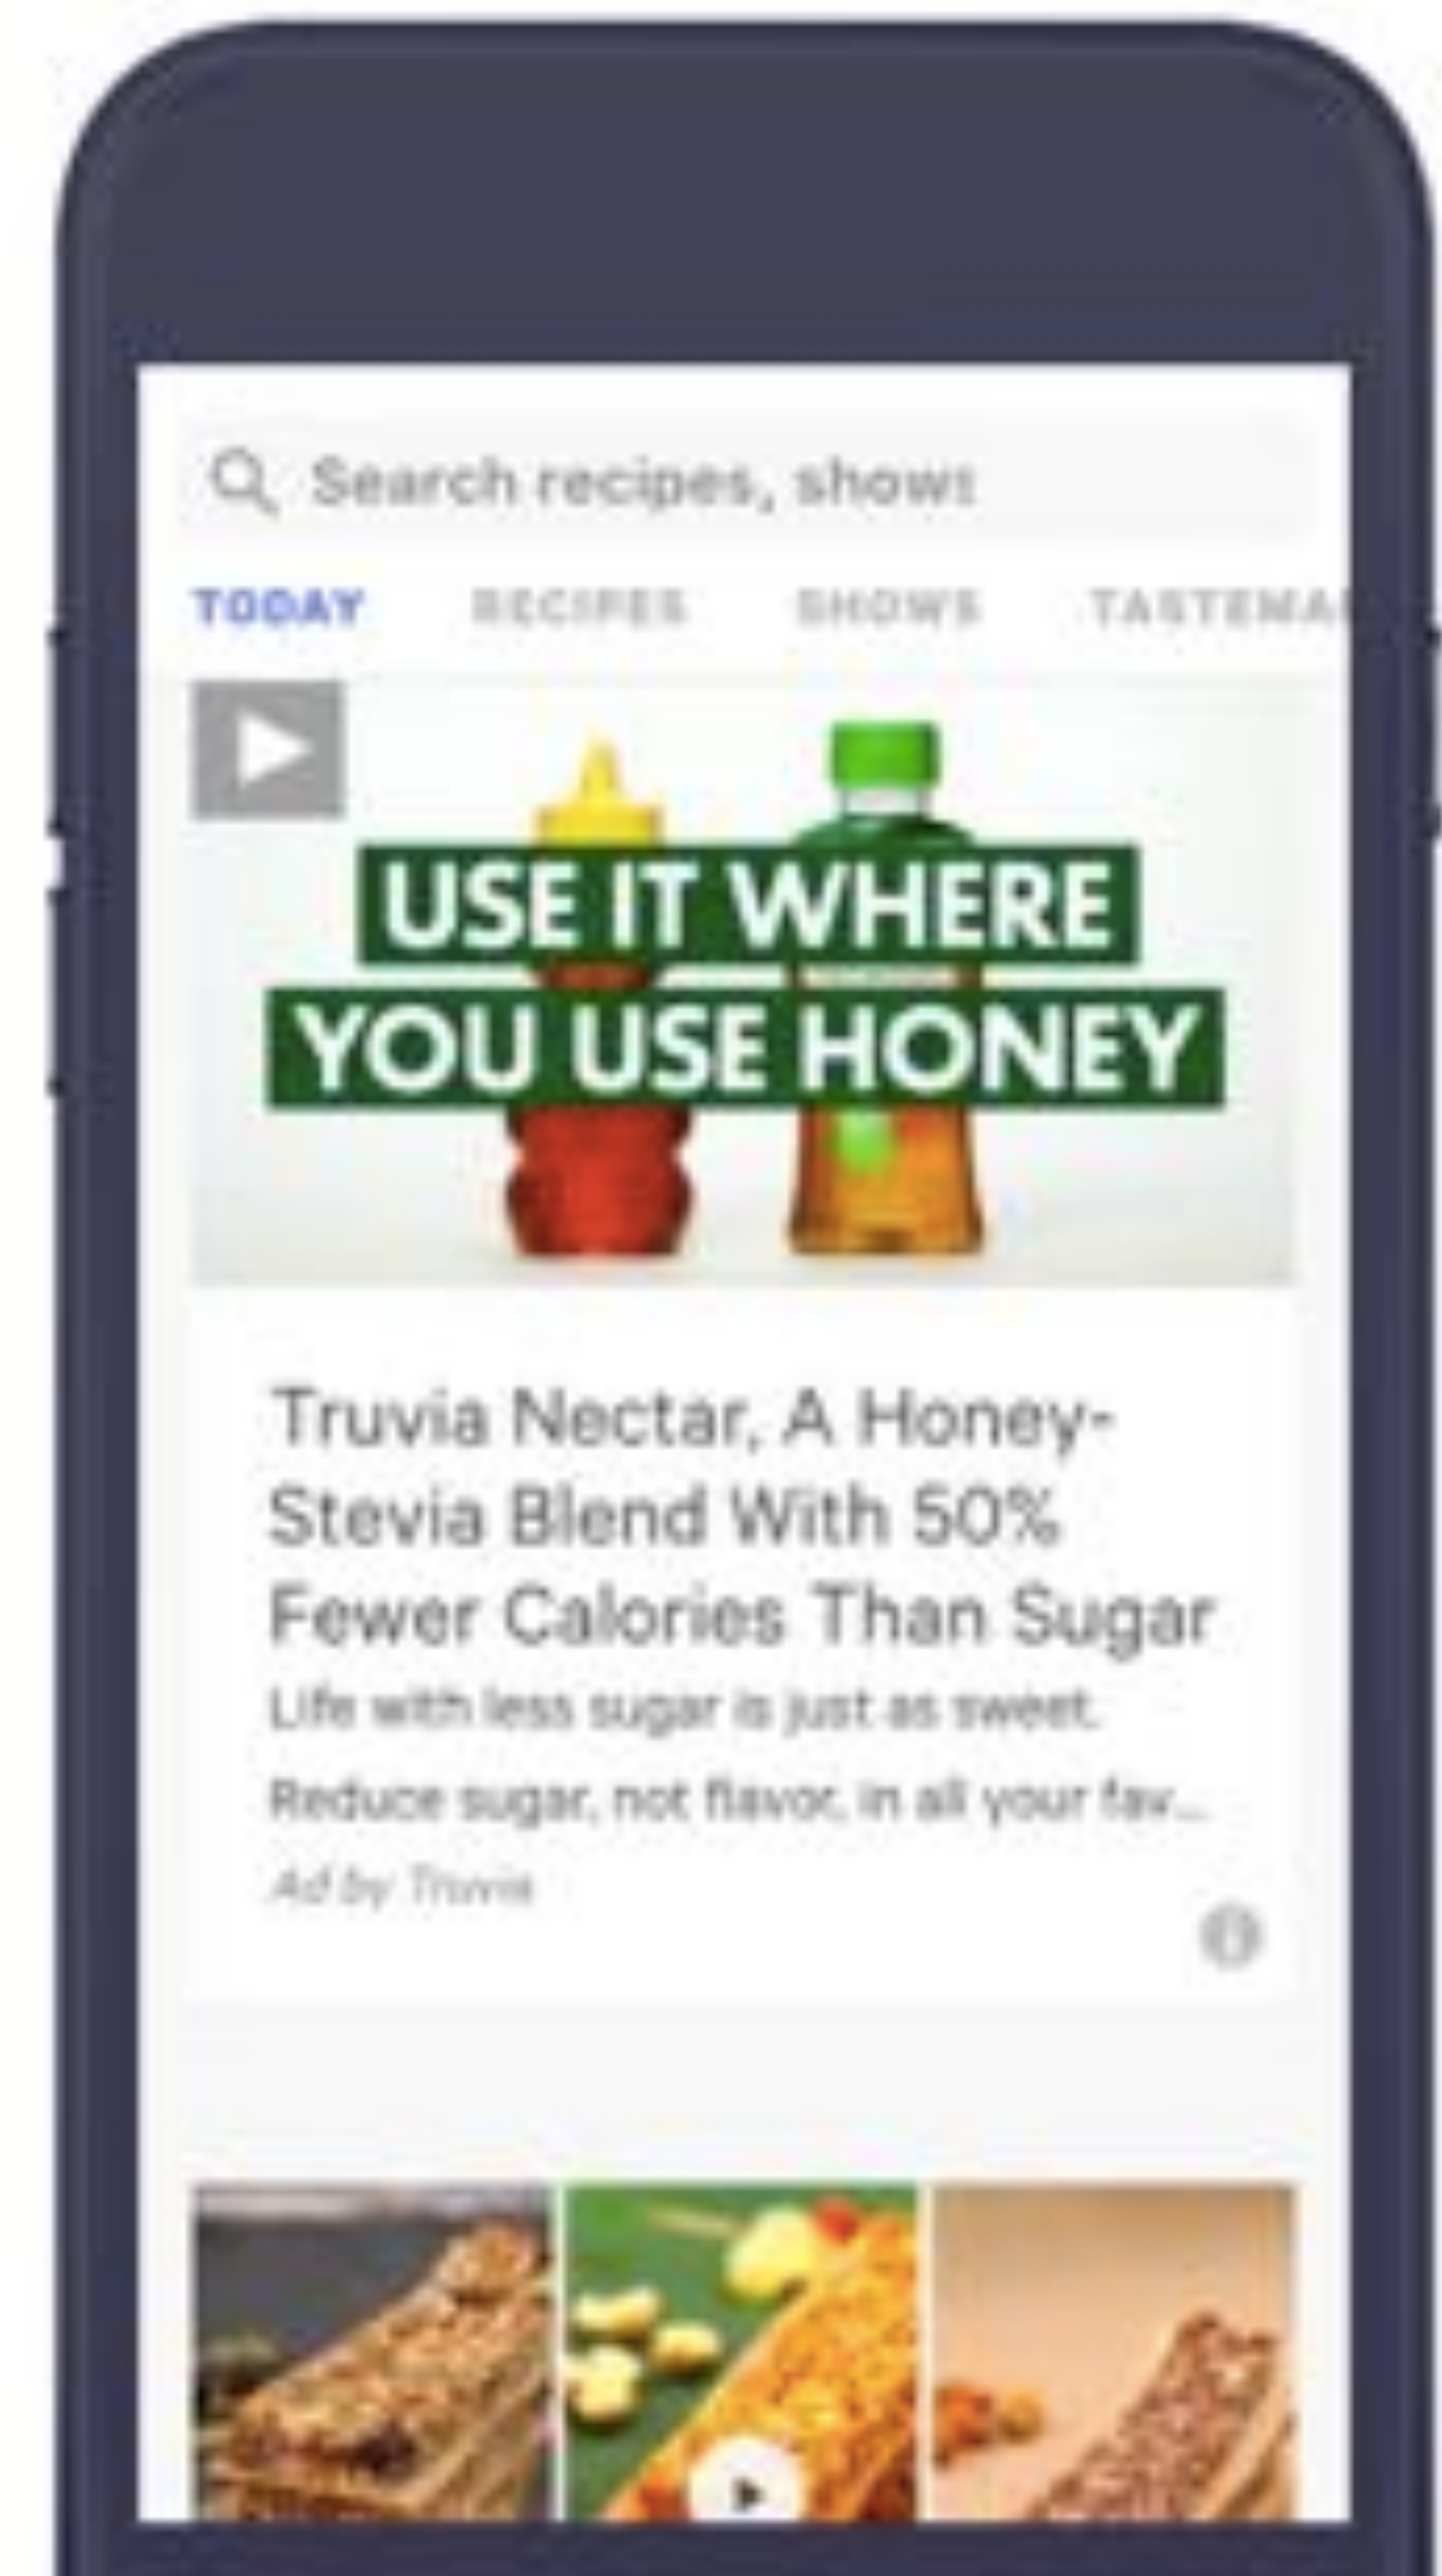 Search recipes, shows
TODAY RECIPES SHOWS TASTEMA
USE IT WHERE
YOU USE HONEY
Truvia Nectar, A Honey-
Stevia Blend With 50%
Fewer Calories Than Sugar
Life with less sugar is just as sweet.
Reduce sugar, not flavor, in all your fav...
Ad by Truvia